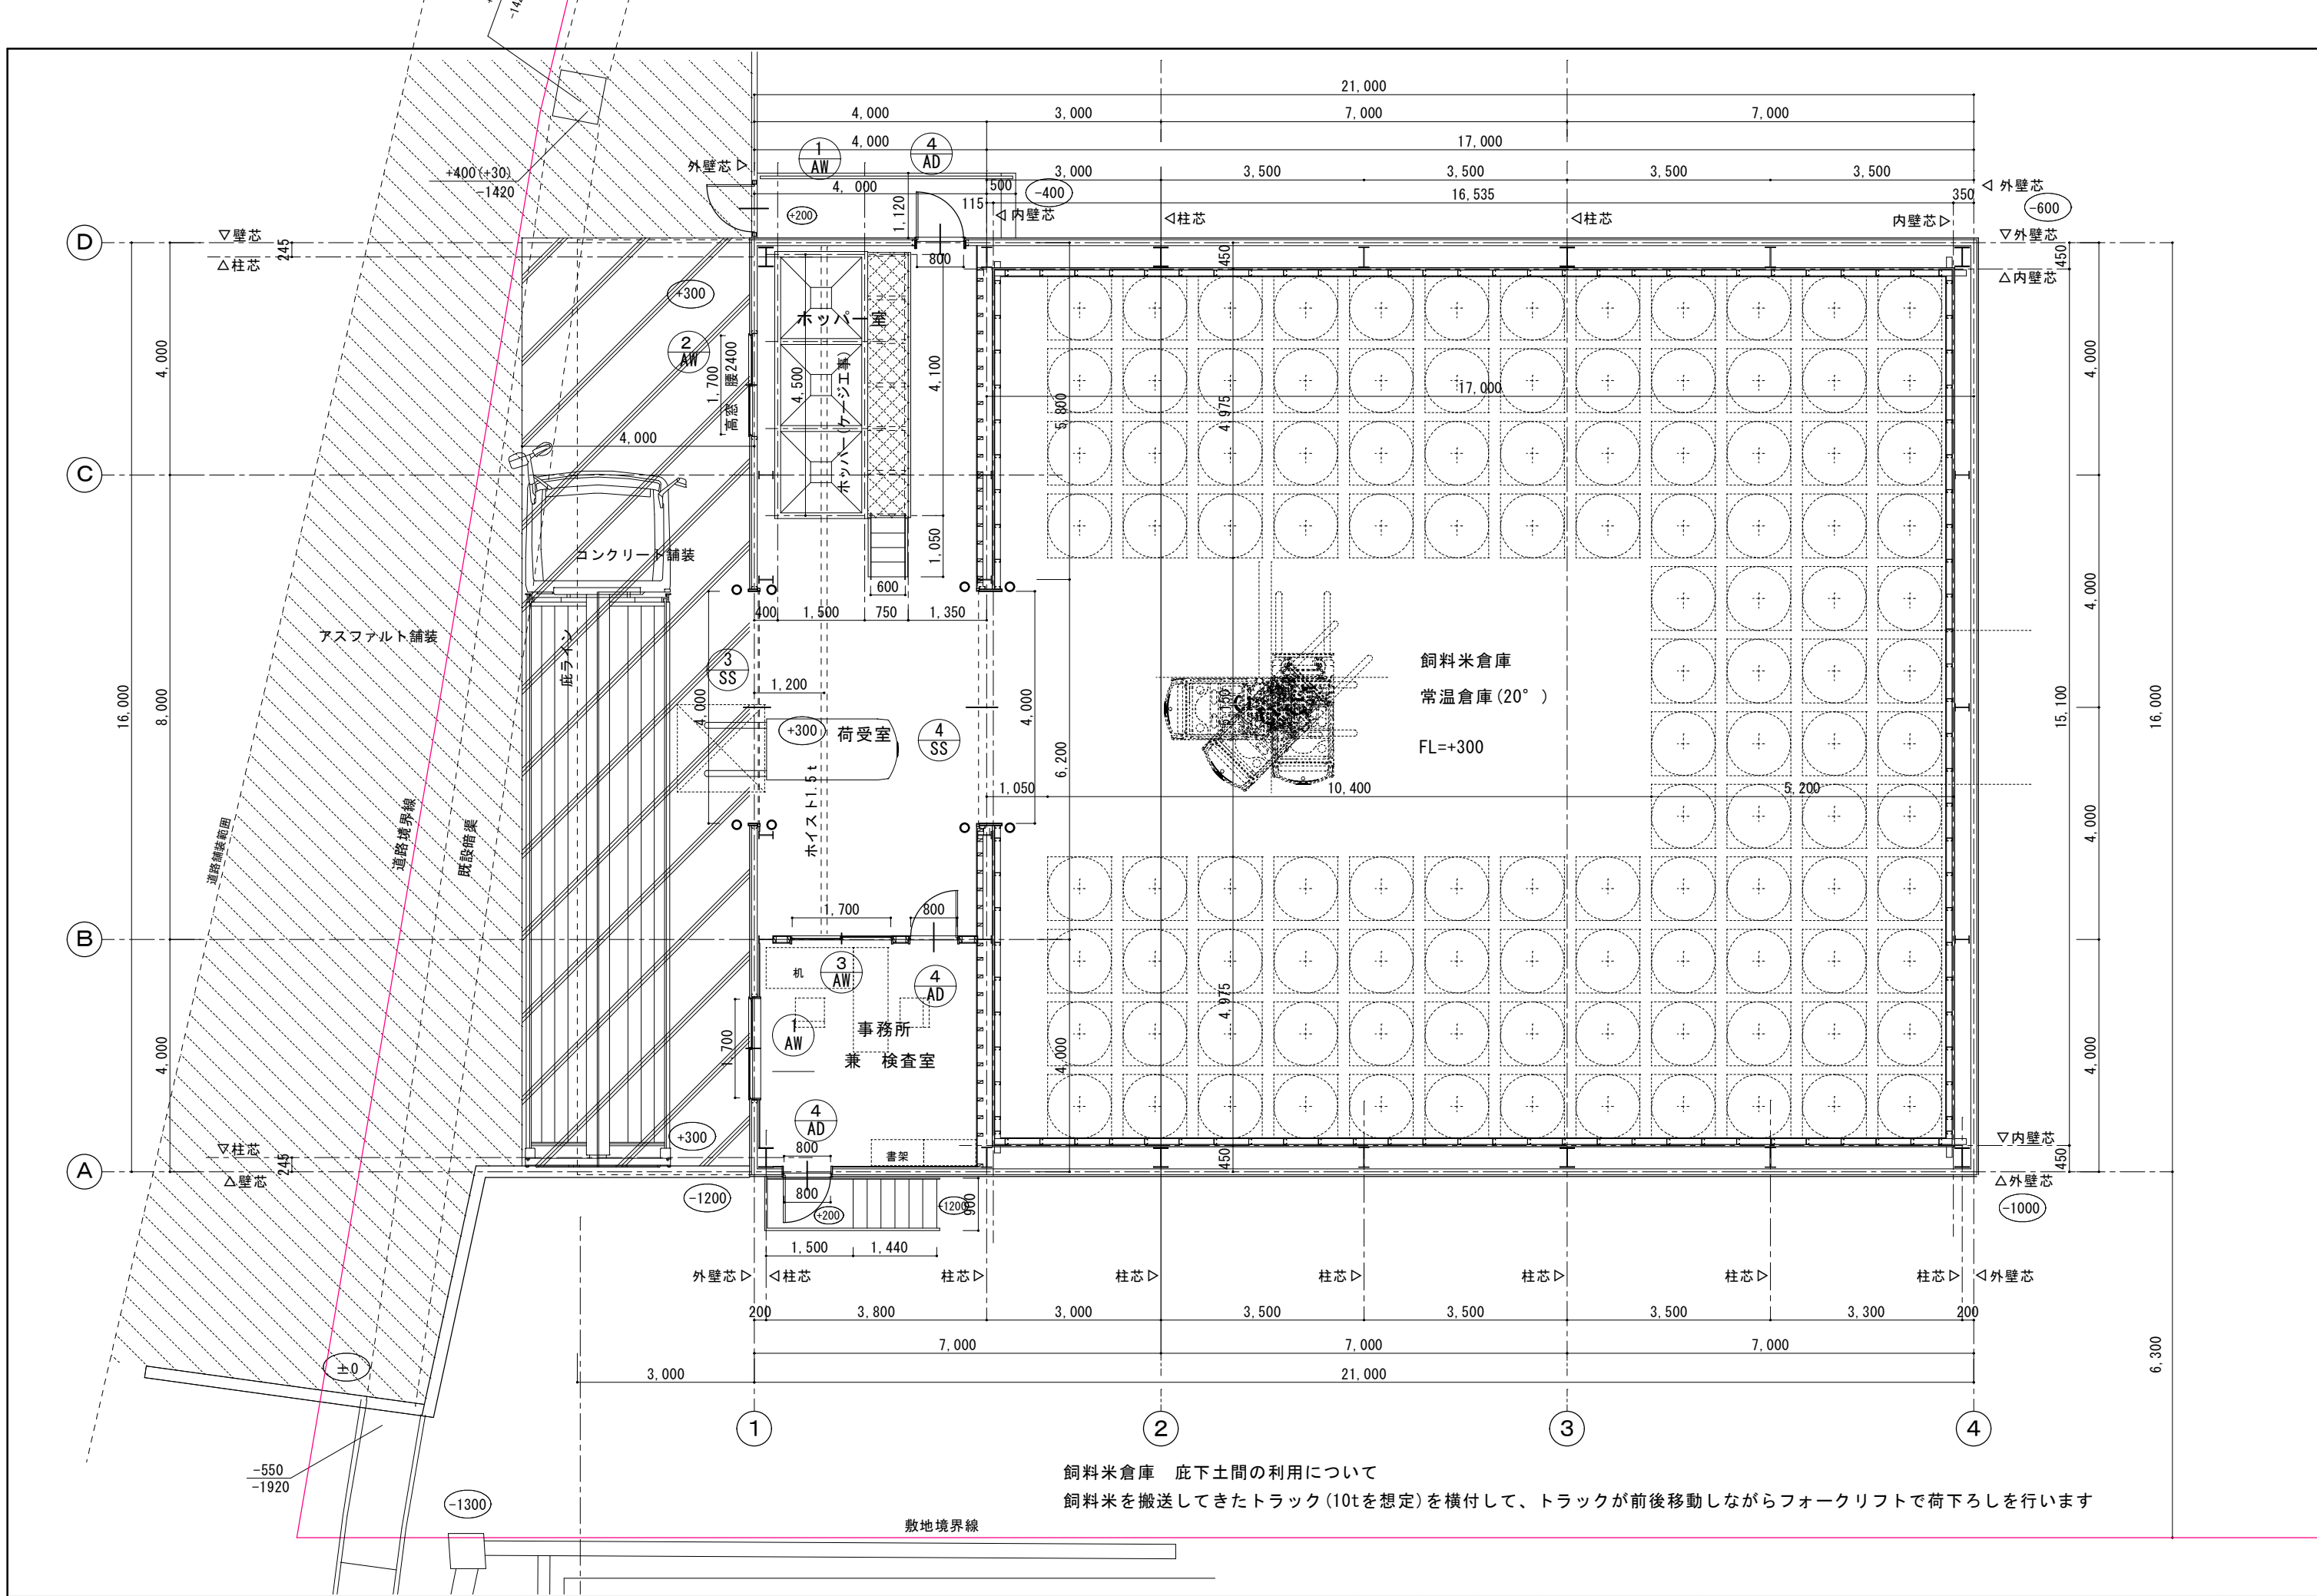 -142
21,000
4,000
3,000
7,000
7,000
4,000
17,000
1
AW
4
AD
外壁芯
3,000
3,500
3,500
3,500
3,500
+400(+30)
-1420
4,000
500
-400
16,535
350
外壁芯
-600
+200
1,120
115
内壁芯
柱芯
柱芯
内壁芯
D
▽壁芯
△柱芯
245
▽外壁芯
△内壁芯
450
450
800
+300
ホッパー室
2
AW
1,700
高窓 腰2400
4,500
ホッパー(ケージ工事)
4,100
4,000
4,000
5,800
4,975
17,000
4,000
C
コンクリート舗装
1,050
600
400
1,500
750
1,350
アスファルト舗装
庇ライン
3
SS
4,000
1,200
+300
荷受室
4
SS
4,000
ホイスト1.5t
飼料米倉庫
常温倉庫(20°)
FL=+300
16,000
8,000
6,200
1,050
10,400
5,200
4,000
4,000
15,100
16,000
道路舗装範囲
道路境界線
既設暗渠
1,700
800
B
机
3
AW
4
AD
1
AW
1,700
事務所
兼 検査室
4,000
4,000
4,975
4,000
4
AD
800
+300
書架
▽柱芯
△壁芯
245
A
450
▽内壁芯
△外壁芯
450
-1000
-1200
800
+200
-1200
900
1,500
1,440
外壁芯
柱芯
柱芯
柱芯
柱芯
柱芯
柱芯
柱芯
外壁芯
200
3,800
3,000
3,500
3,500
3,500
3,300
200
7,000
7,000
7,000
3,000
21,000
6,300
±0
1
2
3
4
-550
-1920
-1300
飼料米倉庫 庇下土間の利用について
飼料米を搬送してきたトラック(10tを想定)を横付して、トラックが前後移動しながらフォークリフトで荷下ろしを行います
敷地境界線